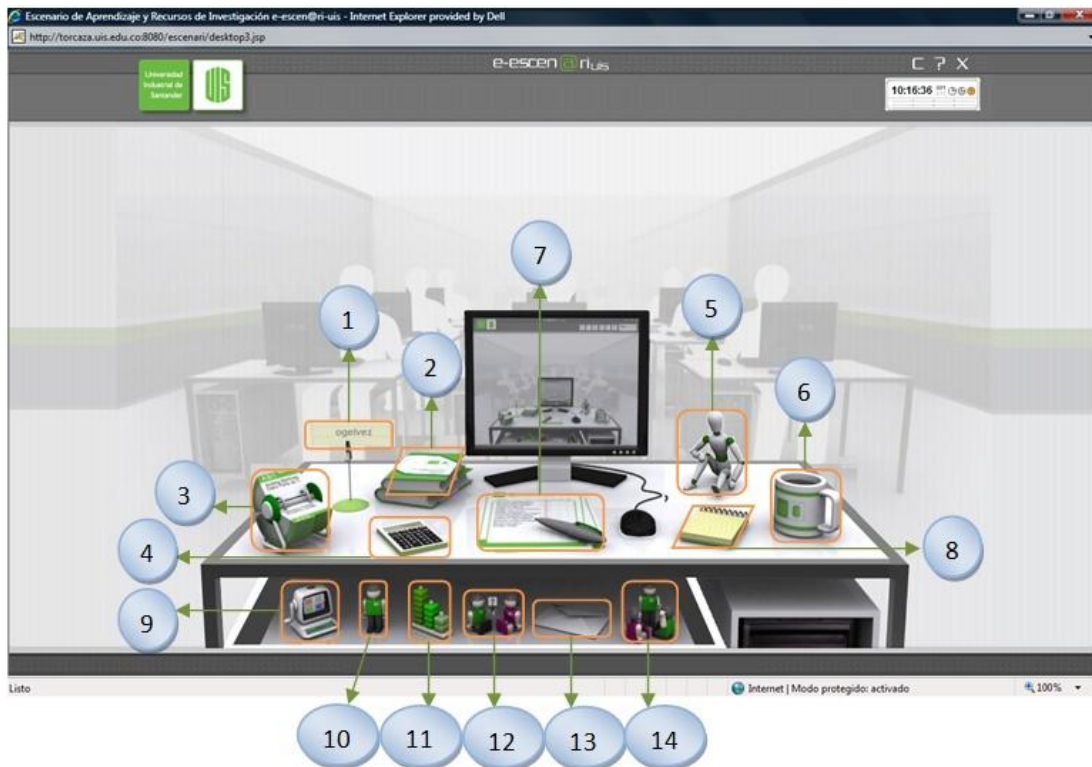 Escenario de Aprendizaje y Recursos de Investigación e-escen@ri-uis - Internet Explorer provided by Dell
http://torcaza.uis.edu.co:8080/escenari/desktop3.jsp
e-escen@riuis
C ? X
Universidad
Industrial de
Santander
UIS
10:16:36
7
1
5
2
6
ogelvez
3
4
8
9
Listo
Internet | Modo protegido: activado
100%
10
11
12
13
14